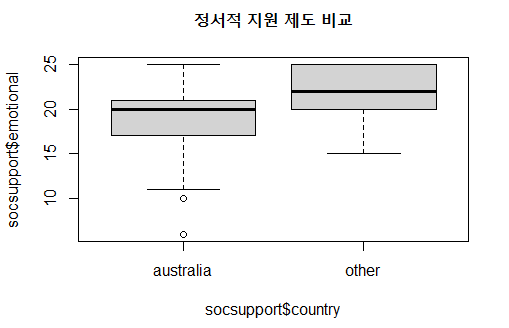 정서적 지원 제도 비교
socsupport$emotional
25
20
15
10
australia
other
socsupport$country